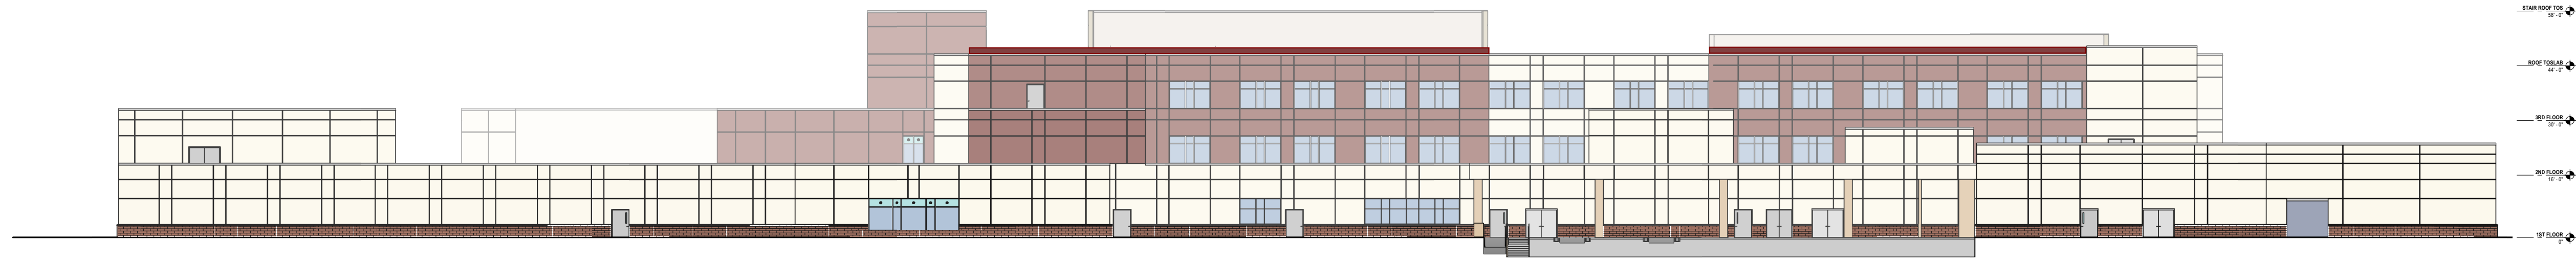 STAIR ROOF TOS
58' - 0"
ROOF TOSLAB
44' - 0"
3RD FLOOR
30' - 0"
2ND FLOOR
16' - 0"
1ST FLOOR
0"